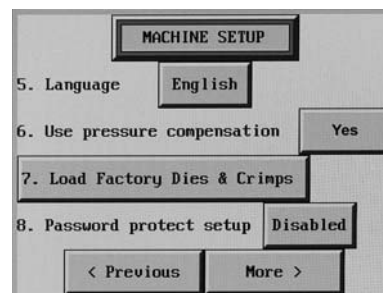 MACHINE SETUP
5. Language English
6. Use pressure compensation Yes
7. Load Factory Dies & Crimps
8. Password protect setup Disabled
< Previous More >